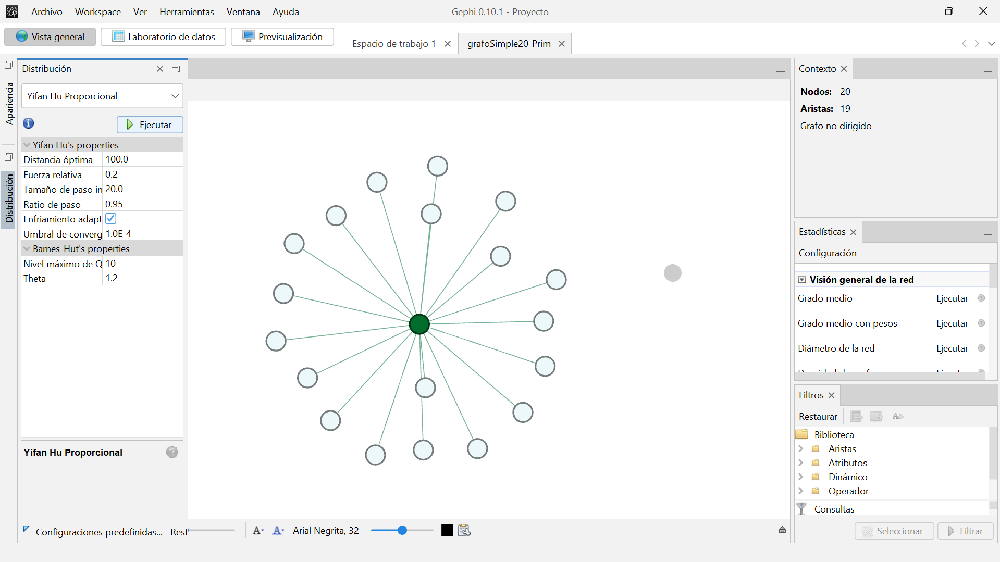 Archivo Workspace Ver Herramientas Ventana Ayuda
Gephi 0.10.1 - Proyecto
Vista general
Laboratorio de datos
Previsualización
Espacio de trabajo 1
grafoSimple20_Prim
Apariencia
Distribución
Distribución
Yifan Hu Proporcional
Ejecutar
Yifan Hu's properties
Distancia óptima 100.0
Fuerza relativa 0.2
Tamaño de paso in 20.0
Ratio de paso 0.95
Enfriamiento adapt
Umbral de converg 1.0E-4
Barnes-Hut's properties
Nivel máximo de Q 10
Theta 1.2
Yifan Hu Proporcional
Configuraciones predefinidas... Rest
Arial Negrita, 32
Contexto
Nodos: 20
Aristas: 19
Grafo no dirigido
Estadísticas
Configuración
Visión general de la red
Grado medio Ejecutar
Grado medio con pesos Ejecutar
Diámetro de la red Ejecutar
Densidad de grafo Ejecutar
Filtros
Restaurar
Biblioteca
Aristas
Atributos
Dinámico
Operador
Consultas
Seleccionar
Filtrar